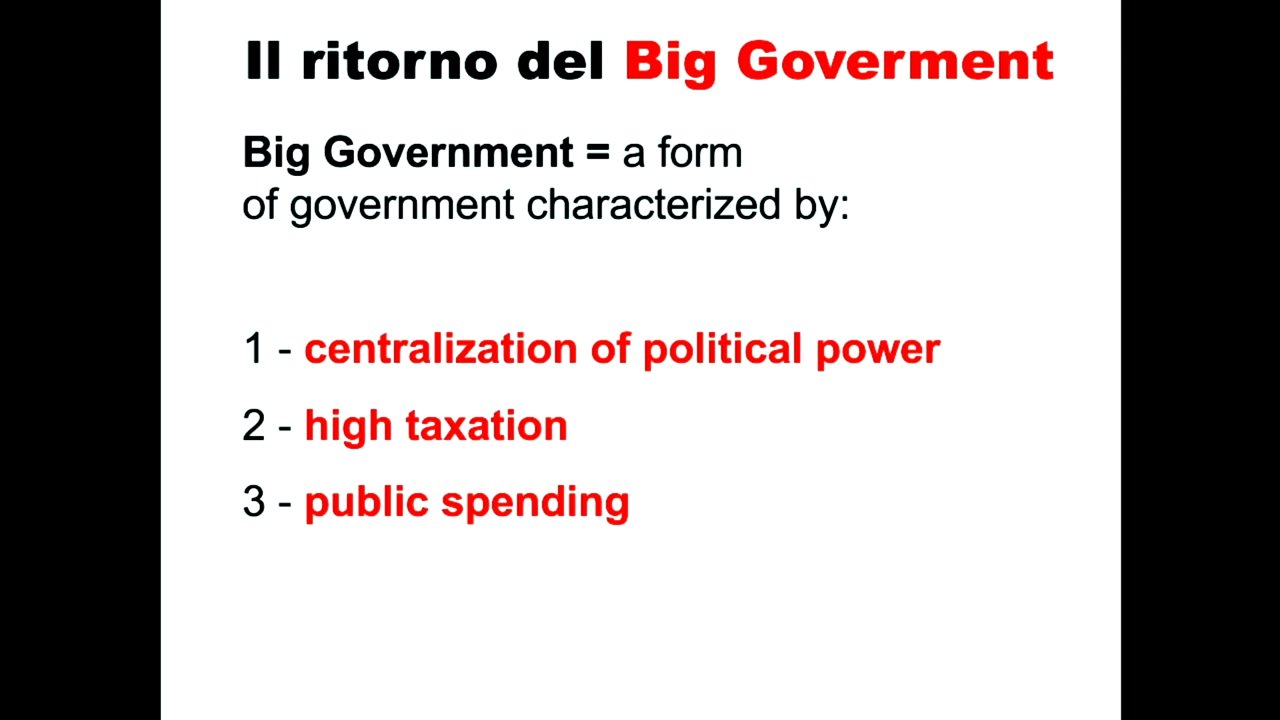 Il ritorno del Big Goverment
Big Government = a form
of government characterized by:
1 - centralization of political power
2 - high taxation
3 - public spending